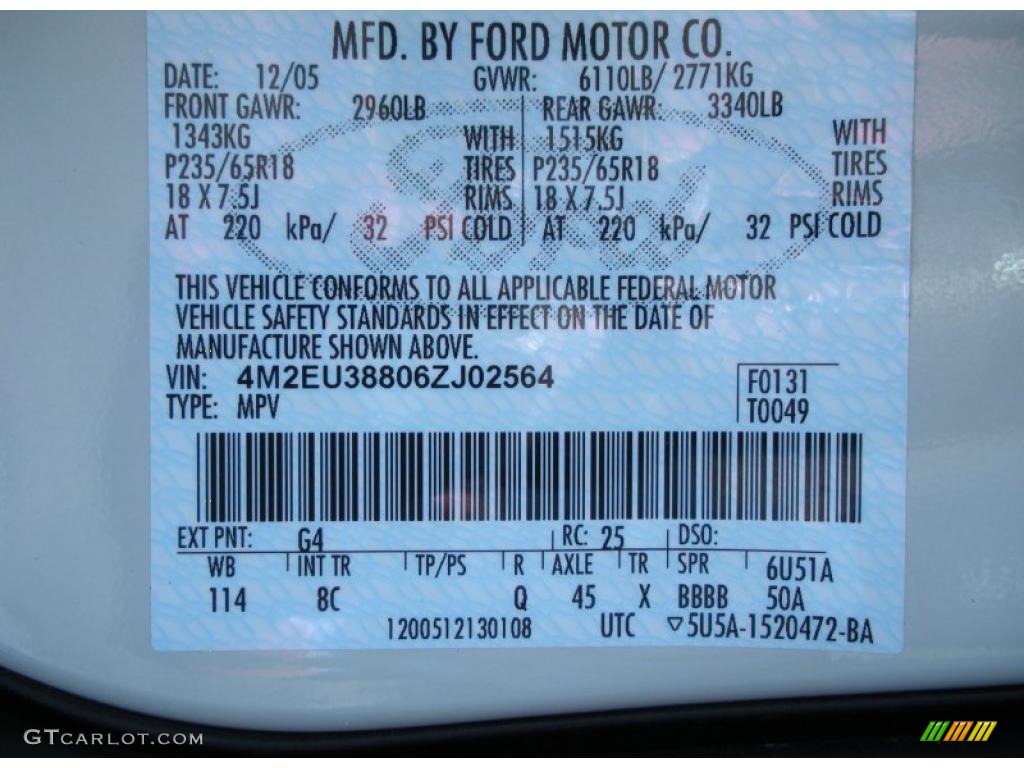 MFD. BY FORD MOTOR CO.
DATE: 12/05 GVWR: 6110LB/ 2771KG
FRONT GAWR: 2960LB REAR GAWR: 3340LB
1343KG WITH 1515KG WITH
P235/65R18 TIRES P235/65R18 TIRES
18 X 7.5J RIMS 18 X 7.5J RIMS
AT 220 kPa/ 32 PSI COLD AT 220 kPa/ 32 PSI COLD
THIS VEHICLE CONFORMS TO ALL APPLICABLE FEDERAL MOTOR
VEHICLE SAFETY STANDARDS IN EFFECT ON THE DATE OF
MANUFACTURE SHOWN ABOVE.
VIN: 4M2EU38806ZJ02564 F0131
TYPE: MPV T0049
EXT PNT: G4 RC: 25 DSO:
WB INT TR TP/PS R AXLE TR SPR 6U51A
114 8C Q 45 X BBBB 50A
1200512130108 UTC ▽5U5A-1520472-BA
GTCARLOT.COM